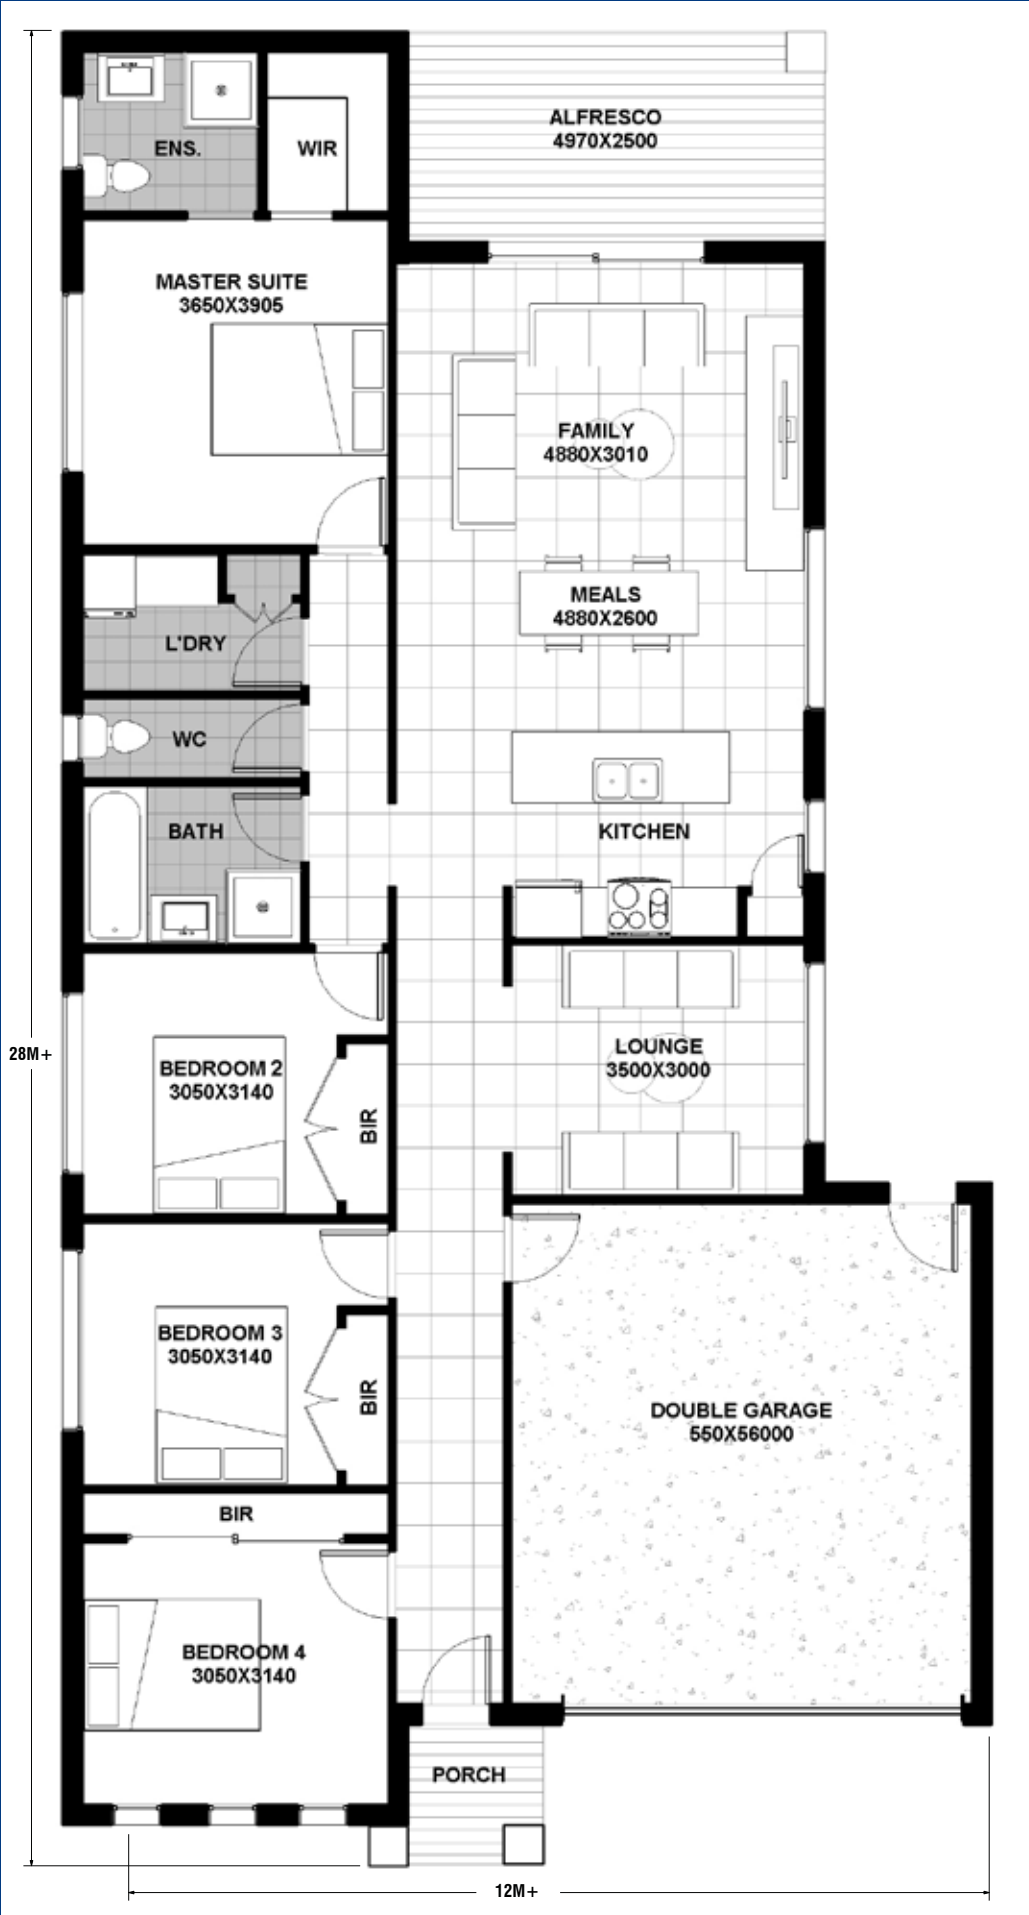 ALFRESCO
4970X2500
ENS.
WIR
MASTER SUITE
3650X3905
FAMILY
4880X3010
MEALS
4880X2600
L'DRY
WC
BATH
KITCHEN
28M+
BEDROOM 2
3050X3140
BIR
LOUNGE
3500X3000
BEDROOM 3
3050X3140
BIR
DOUBLE GARAGE
550X56000
BIR
BEDROOM 4
3050X3140
PORCH
12M+